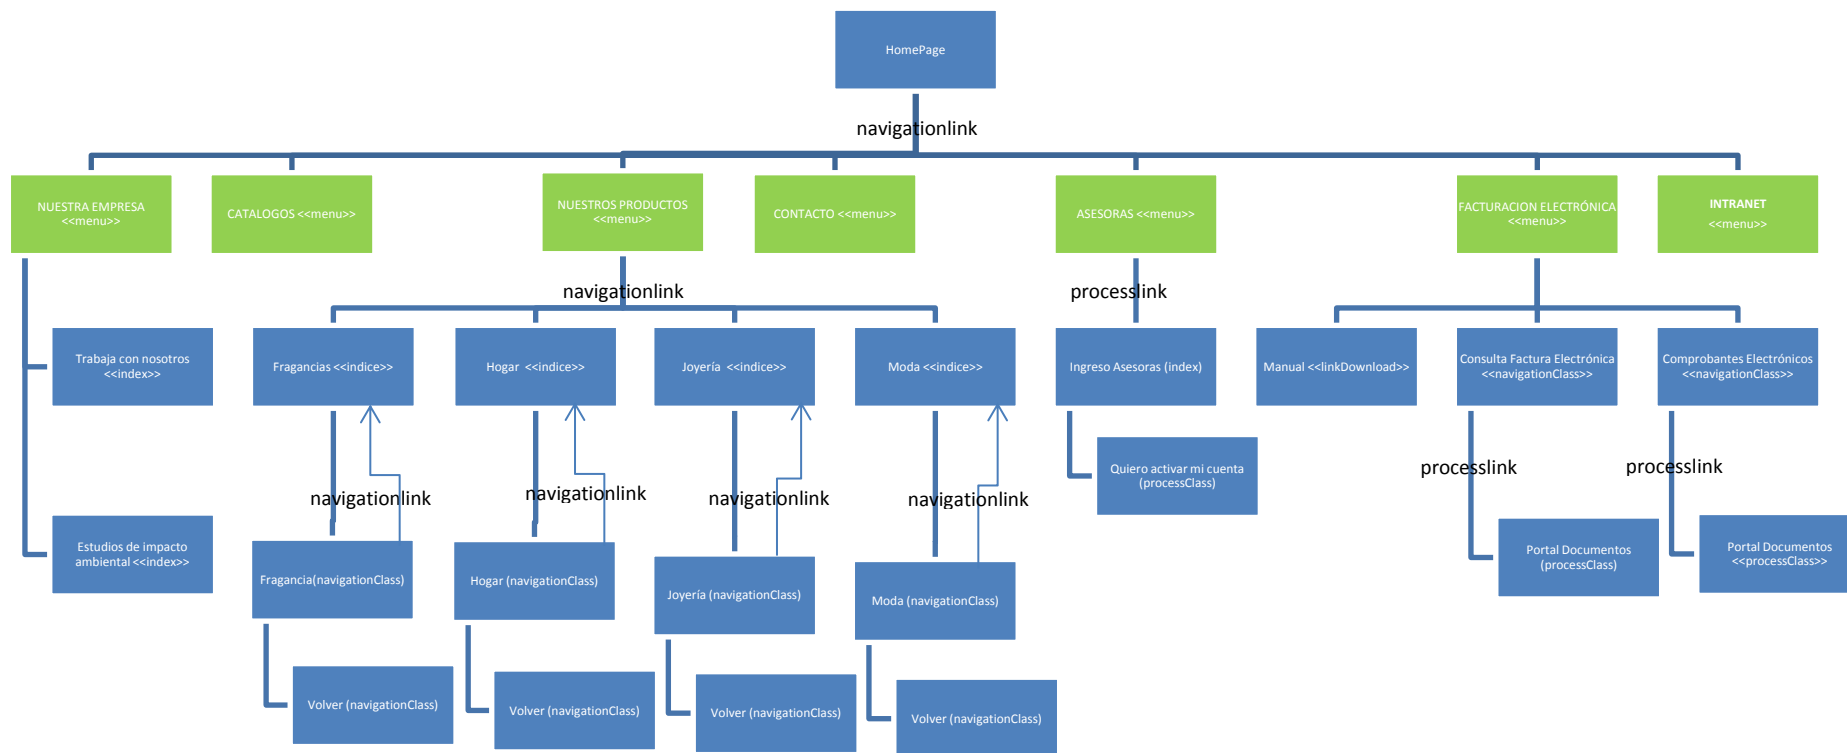 HomePage
navigationlink
NUESTRA EMPRESA
<<menu>>
CATALOGOS <<menu>>
NUESTROS PRODUCTOS
<<menu>>
CONTACTO <<menu>>
ASESORAS <<menu>>
FACTURACION ELECTRÓNICA
<<menu>>
INTRANET
<<menu>>
navigationlink
processlink
Trabaja con nosotros
<<index>>
Fragancias <<indice>>
Hogar <<indice>>
Joyería <<indice>>
Moda <<indice>>
Ingreso Asesoras (index)
Manual <<linkDownload>>
Consulta Factura Electrónica
<<navigationClass>>
Comprobantes Electrónicos
<<navigationClass>>
Quiero activar mi cuenta
(processClass)
processlink
processlink
navigationlink
navigationlink
navigationlink
navigationlink
Estudios de impacto
ambiental <<index>>
Fragancia(navigationClass)
Hogar (navigationClass)
Joyería (navigationClass)
Moda (navigationClass)
Portal Documentos
(processClass)
Portal Documentos
<<processClass>>
Volver (navigationClass)
Volver (navigationClass)
Volver (navigationClass)
Volver (navigationClass)